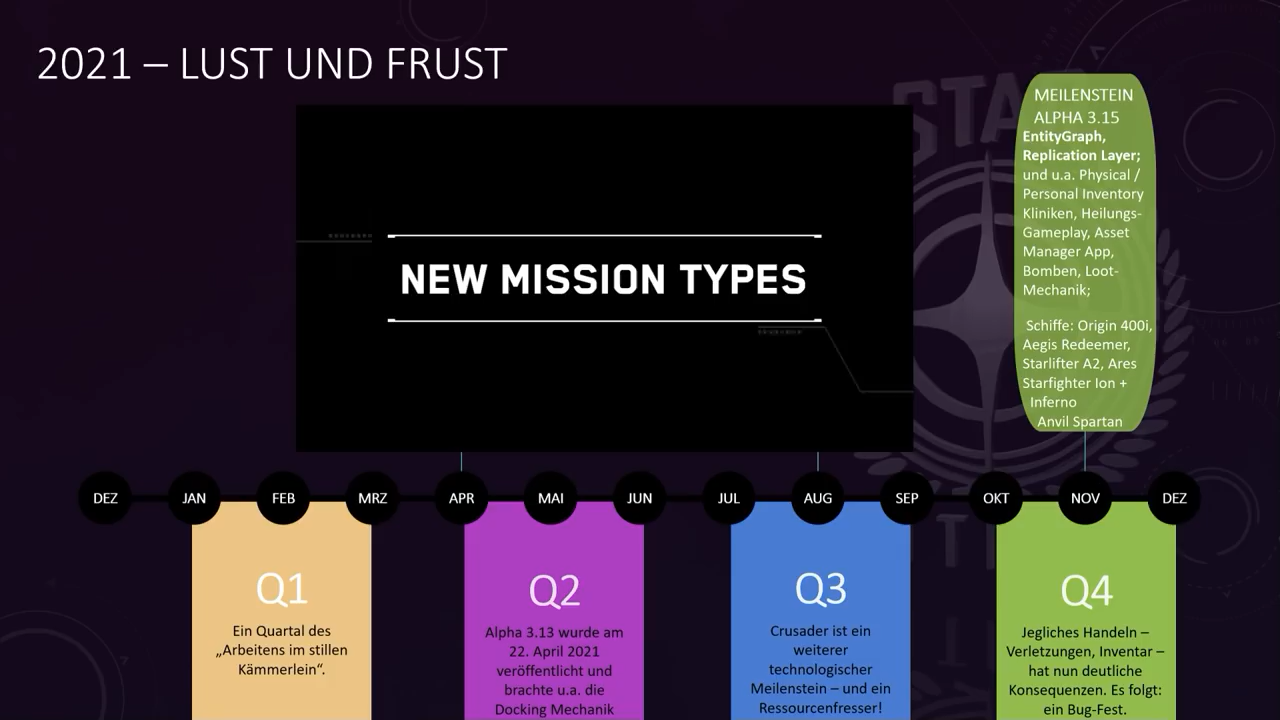 2021 – LUST UND FRUST
NEW MISSION TYPES
MEILENSTEIN
ALPHA 3.15
EntityGraph,
Replication Layer;
und u.a. Physical /
Personal Inventory
Kliniken, Heilungs-
Gameplay, Asset
Manager App,
Bomben, Loot-
Mechanik;
Schiffe: Origin 400i,
Aegis Redeemer,
Starlifter A2, Ares
Starfighter Ion +
Inferno
Anvil Spartan
DEZ JAN FEB MRZ APR MAI JUN JUL AUG SEP OKT NOV DEZ
Q1
Ein Quartal des
„Arbeitens im stillen
Kämmerlein“.
Q2
Alpha 3.13 wurde am
22. April 2021
veröffentlicht und
brachte u.a. die
Docking Mechanik
Q3
Crusader ist ein
weiterer
technologischer
Meilenstein – und ein
Ressourcenfresser!
Q4
Jegliches Handeln –
Verletzungen, Inventar –
hat nun deutliche
Konsequenzen. Es folgt:
ein Bug-Fest.